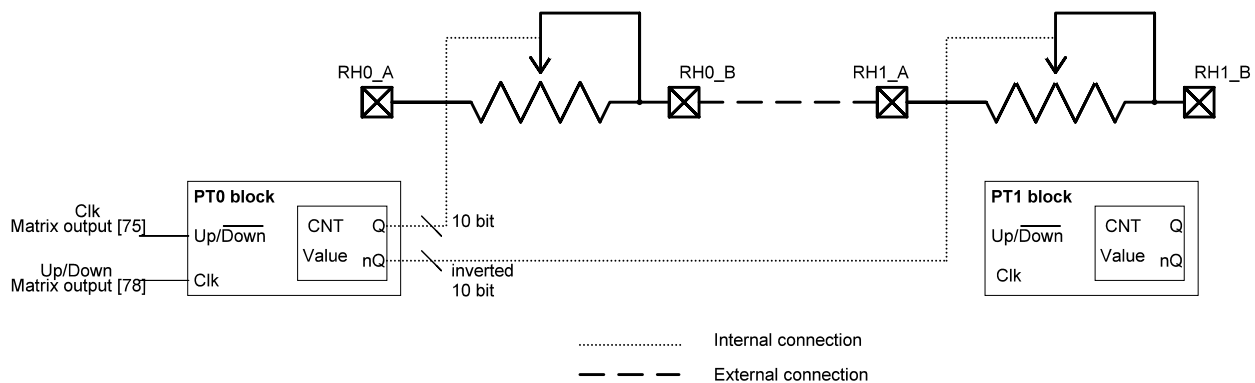 RH0_A
RH0_B
RH1_A
RH1_B
PT0 block
Clk
Matrix output [75]
Up/Down
CNT Q
Value nQ
Up/Down
Matrix output [78]
Clk
10 bit
inverted
10 bit
PT1 block
Up/Down
CNT Q
Value nQ
Clk
Internal connection
External connection